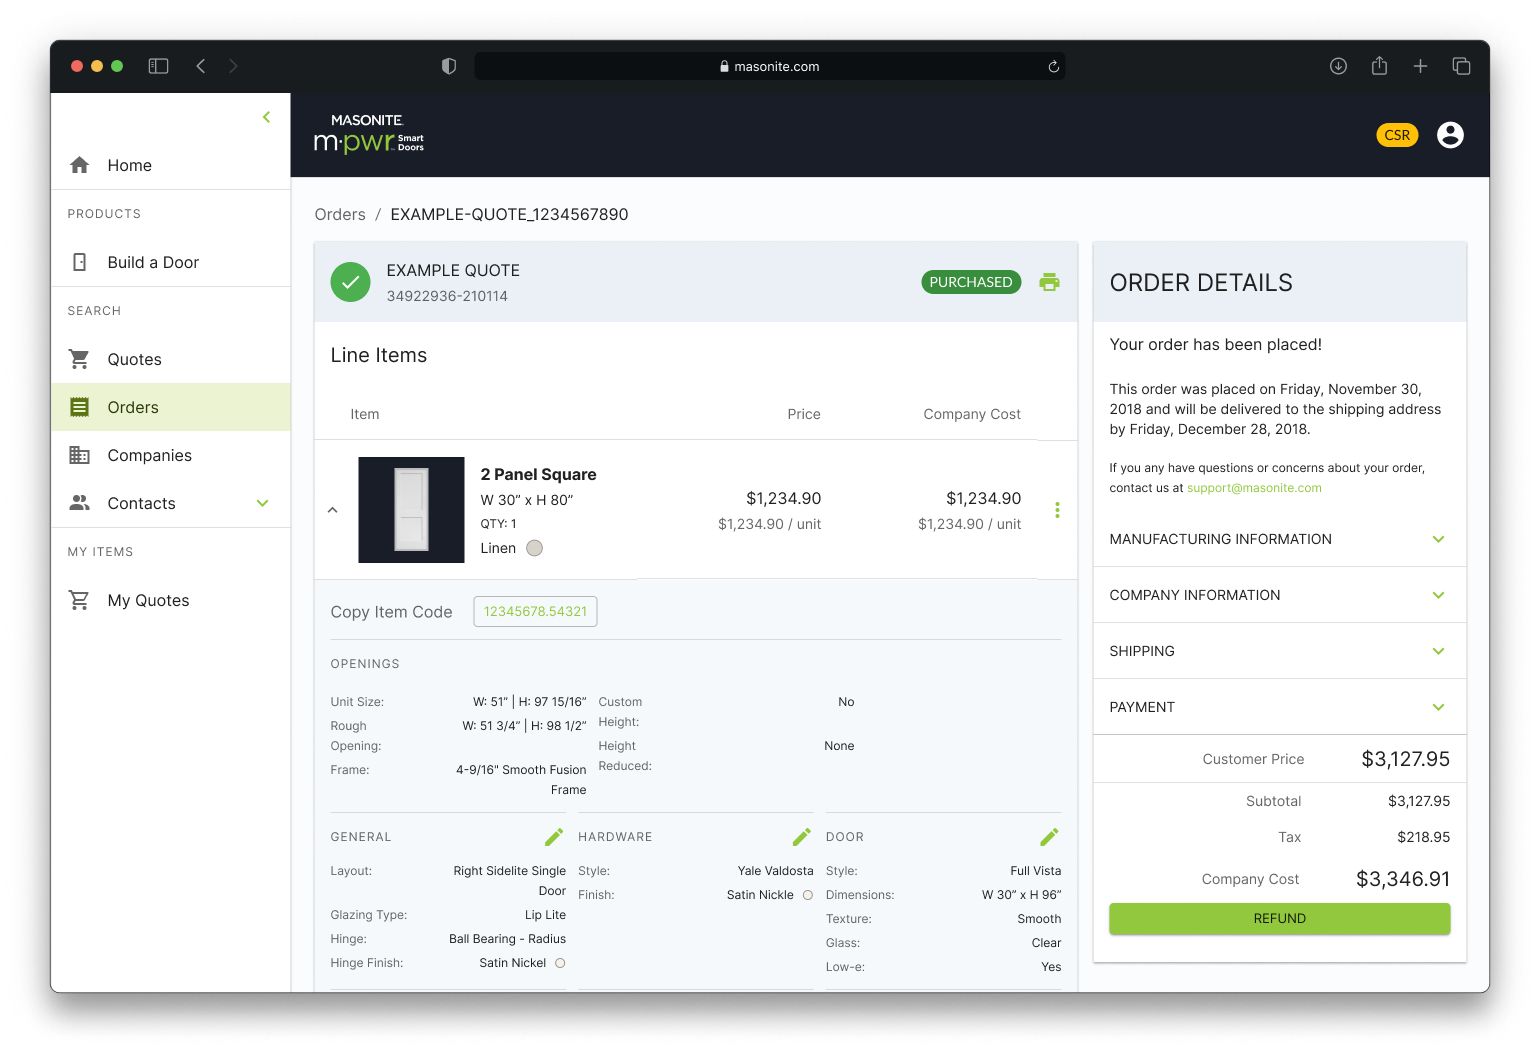 masonite.com
MASONITE
m·pwr Smart Doors
CSR
Home
PRODUCTS
Build a Door
SEARCH
Quotes
Orders
Companies
Contacts
MY ITEMS
My Quotes
Orders / EXAMPLE-QUOTE_1234567890
EXAMPLE QUOTE
34922936-210114
PURCHASED
Line Items
Item Price Company Cost
2 Panel Square
W 30” x H 80”
QTY: 1
Linen
$1,234.90
$1,234.90 / unit
$1,234.90
$1,234.90 / unit
Copy Item Code 12345678.54321
OPENINGS
Unit Size: W: 51” | H: 97 15/16”
Rough Opening: W: 51 3/4” | H: 98 1/2”
Frame: 4-9/16" Smooth Fusion
Frame
Custom Height: No
Height Reduced: None
GENERAL
Layout: Right Sidelite Single
Door
Glazing Type: Lip Lite
Hinge: Ball Bearing - Radius
Hinge Finish: Satin Nickel
HARDWARE
Style: Yale Valdosta
Finish: Satin Nickle
DOOR
Style: Full Vista
Dimensions: W 30” x H 96”
Texture: Smooth
Glass: Clear
Low-e: Yes
ORDER DETAILS
Your order has been placed!
This order was placed on Friday, November 30,
2018 and will be delivered to the shipping address
by Friday, December 28, 2018.
If you any have questions or concerns about your order,
contact us at support@masonite.com
MANUFACTURING INFORMATION
COMPANY INFORMATION
SHIPPING
PAYMENT
Customer Price $3,127.95
Subtotal $3,127.95
Tax $218.95
Company Cost $3,346.91
REFUND